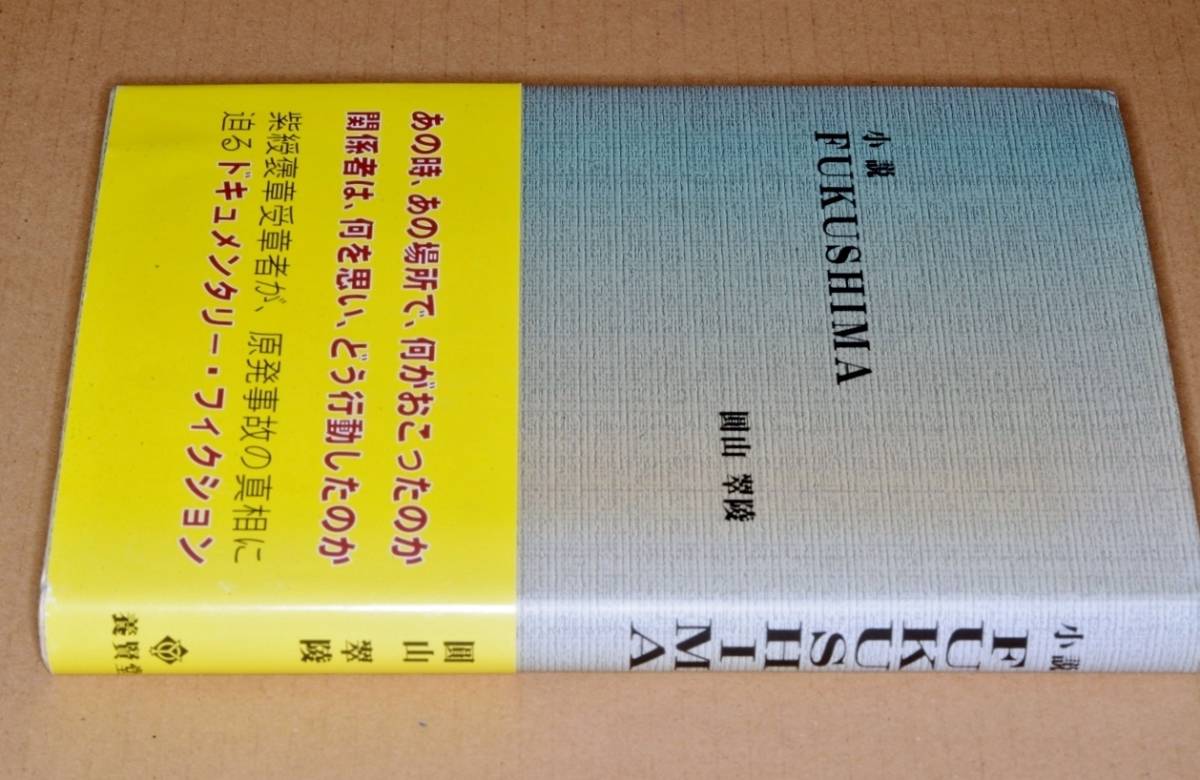 小説
FUKUSHIMA
圓山 翠陵
あの時、あの場所で、何がおこったのか
関係者は、何を思い、どう行動したのか
紫綬褒章受章者が、原発事故の真相に
迫るドキュメンタリー・フィクション
小説
FUKUSHIMA
圓山 翠陵
養賢堂